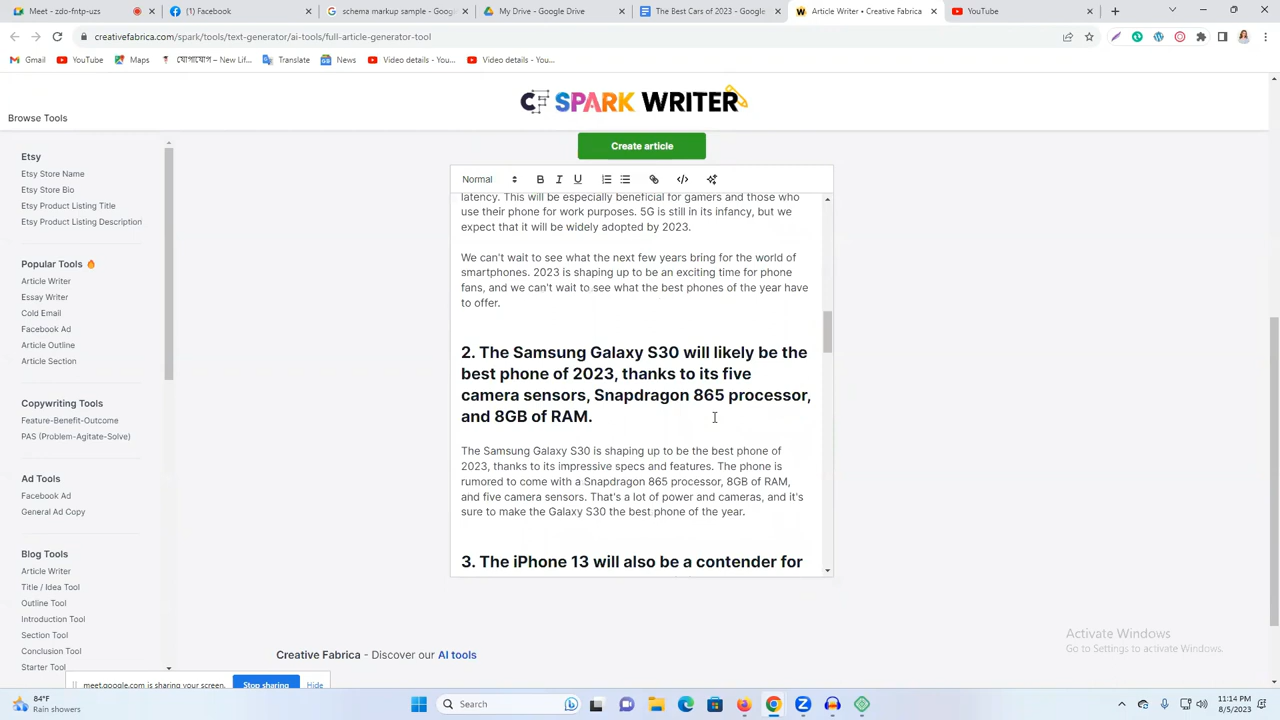 Meet - zdo-fntp-uzs
(1) Facebook
schema markup sample - Google
My Drive - Google Drive
The Best Cars of 2023 - Google
Article Writer • Creative Fabrica
YouTube
creativefabrica.com/spark/tools/text-generator/ai-tools/full-article-generator-tool
Gmail
YouTube
Maps
যোগাযোগ – New Lif...
Translate
News
Video details - You...
Video details - You...
CF SPARK WRITER
Browse Tools
Etsy
Etsy Store Name
Etsy Store Bio
Etsy Product Listing Title
Etsy Product Listing Description
Popular Tools 🔥
Article Writer
Essay Writer
Cold Email
Facebook Ad
Article Outline
Article Section
Copywriting Tools
Feature-Benefit-Outcome
PAS (Problem-Agitate-Solve)
Ad Tools
Facebook Ad
General Ad Copy
Blog Tools
Article Writer
Title / Idea Tool
Outline Tool
Introduction Tool
Section Tool
Conclusion Tool
Starter Tool
Create article
Normal
B I U
latency. This will be especially beneficial for gamers and those who
use their phone for work purposes. 5G is still in its infancy, but we
expect that it will be widely adopted by 2023.
We can't wait to see what the next few years bring for the world of
smartphones. 2023 is shaping up to be an exciting time for phone
fans, and we can't wait to see what the best phones of the year have
to offer.
2. The Samsung Galaxy S30 will likely be the
best phone of 2023, thanks to its five
camera sensors, Snapdragon 865 processor,
and 8GB of RAM.
The Samsung Galaxy S30 is shaping up to be the best phone of
2023, thanks to its impressive specs and features. The phone is
rumored to come with a Snapdragon 865 processor, 8GB of RAM,
and five camera sensors. That's a lot of power and cameras, and it's
sure to make the Galaxy S30 the best phone of the year.
3. The iPhone 13 will also be a contender for
Creative Fabrica - Discover our AI tools
Activate Windows
Go to Settings to activate Windows.
meet.google.com is sharing your screen.
Stop sharing
Hide
84°F
Rain showers
Search
11:14 PM
8/5/2023